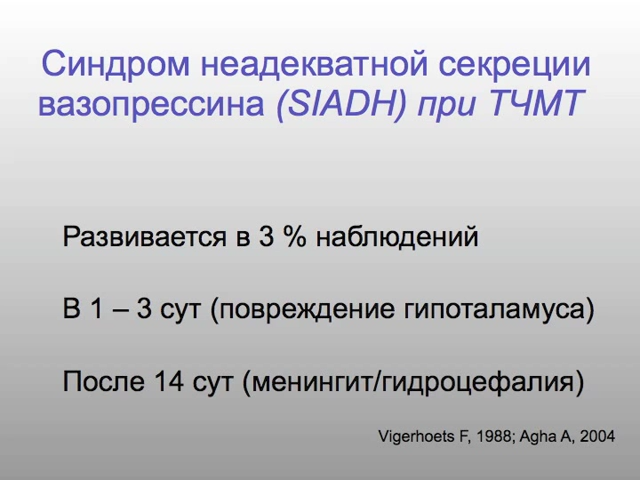 Синдром неадекватной секреции
вазопрессина (SIADH) при ТЧМТ
Развивается в 3 % наблюдений
В 1 – 3 сут (повреждение гипоталамуса)
После 14 сут (менингит/гидроцефалия)
Vigerhoets F, 1988; Agha A, 2004